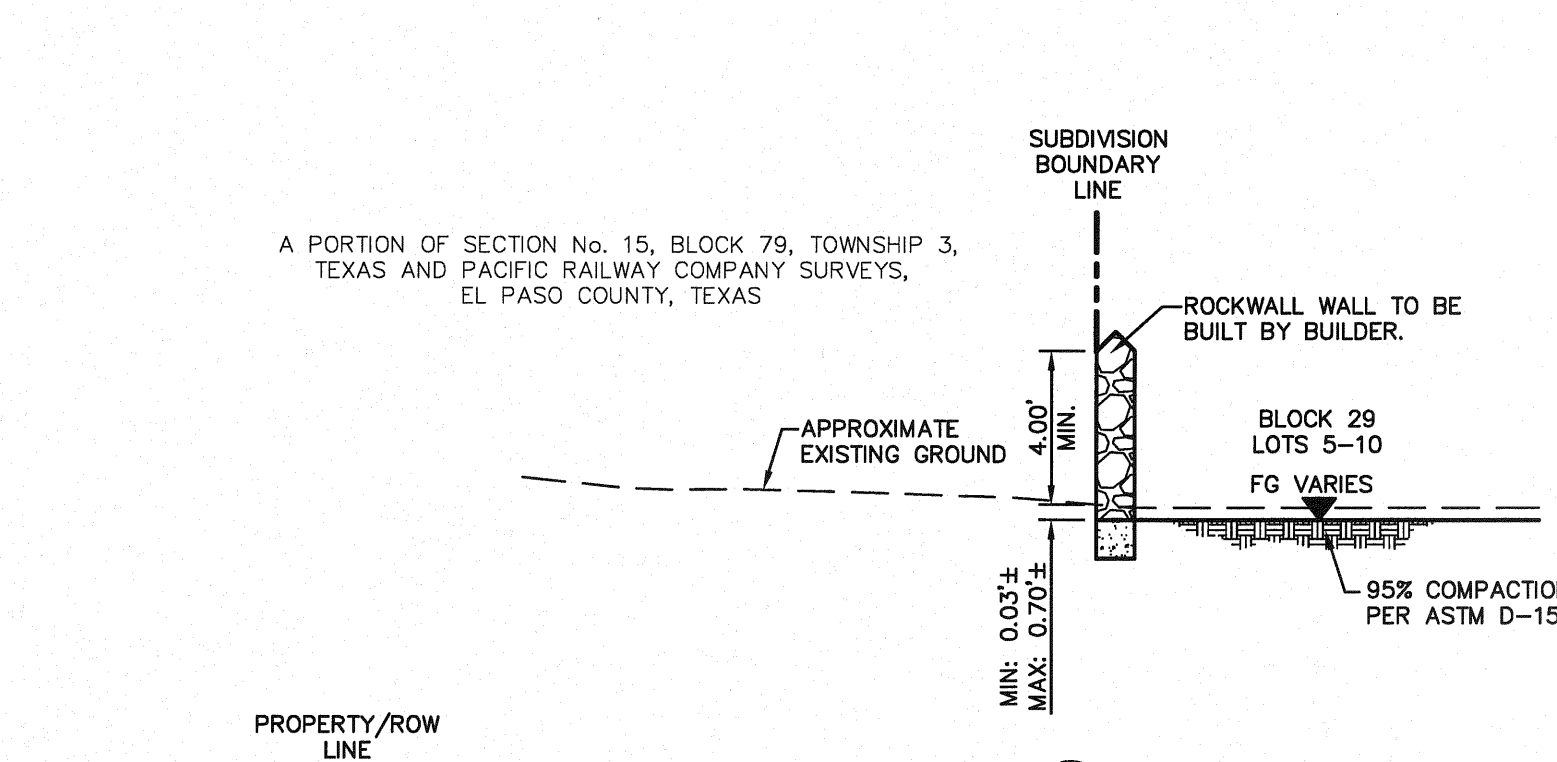 SUBDIVISION
BOUNDARY
LINE
A PORTION OF SECTION No. 15, BLOCK 79, TOWNSHIP 3,
TEXAS AND PACIFIC RAILWAY COMPANY SURVEYS,
EL PASO COUNTY, TEXAS
ROCKWALL WALL TO BE
BUILT BY BUILDER.
4.00'
MIN.
APPROXIMATE
EXISTING GROUND
BLOCK 29
LOTS 5-10
FG VARIES
MIN: 0.03'±
MAX: 0.70'±
95% COMPACTIO
PER ASTM D-15
PROPERTY/ROW
LINE